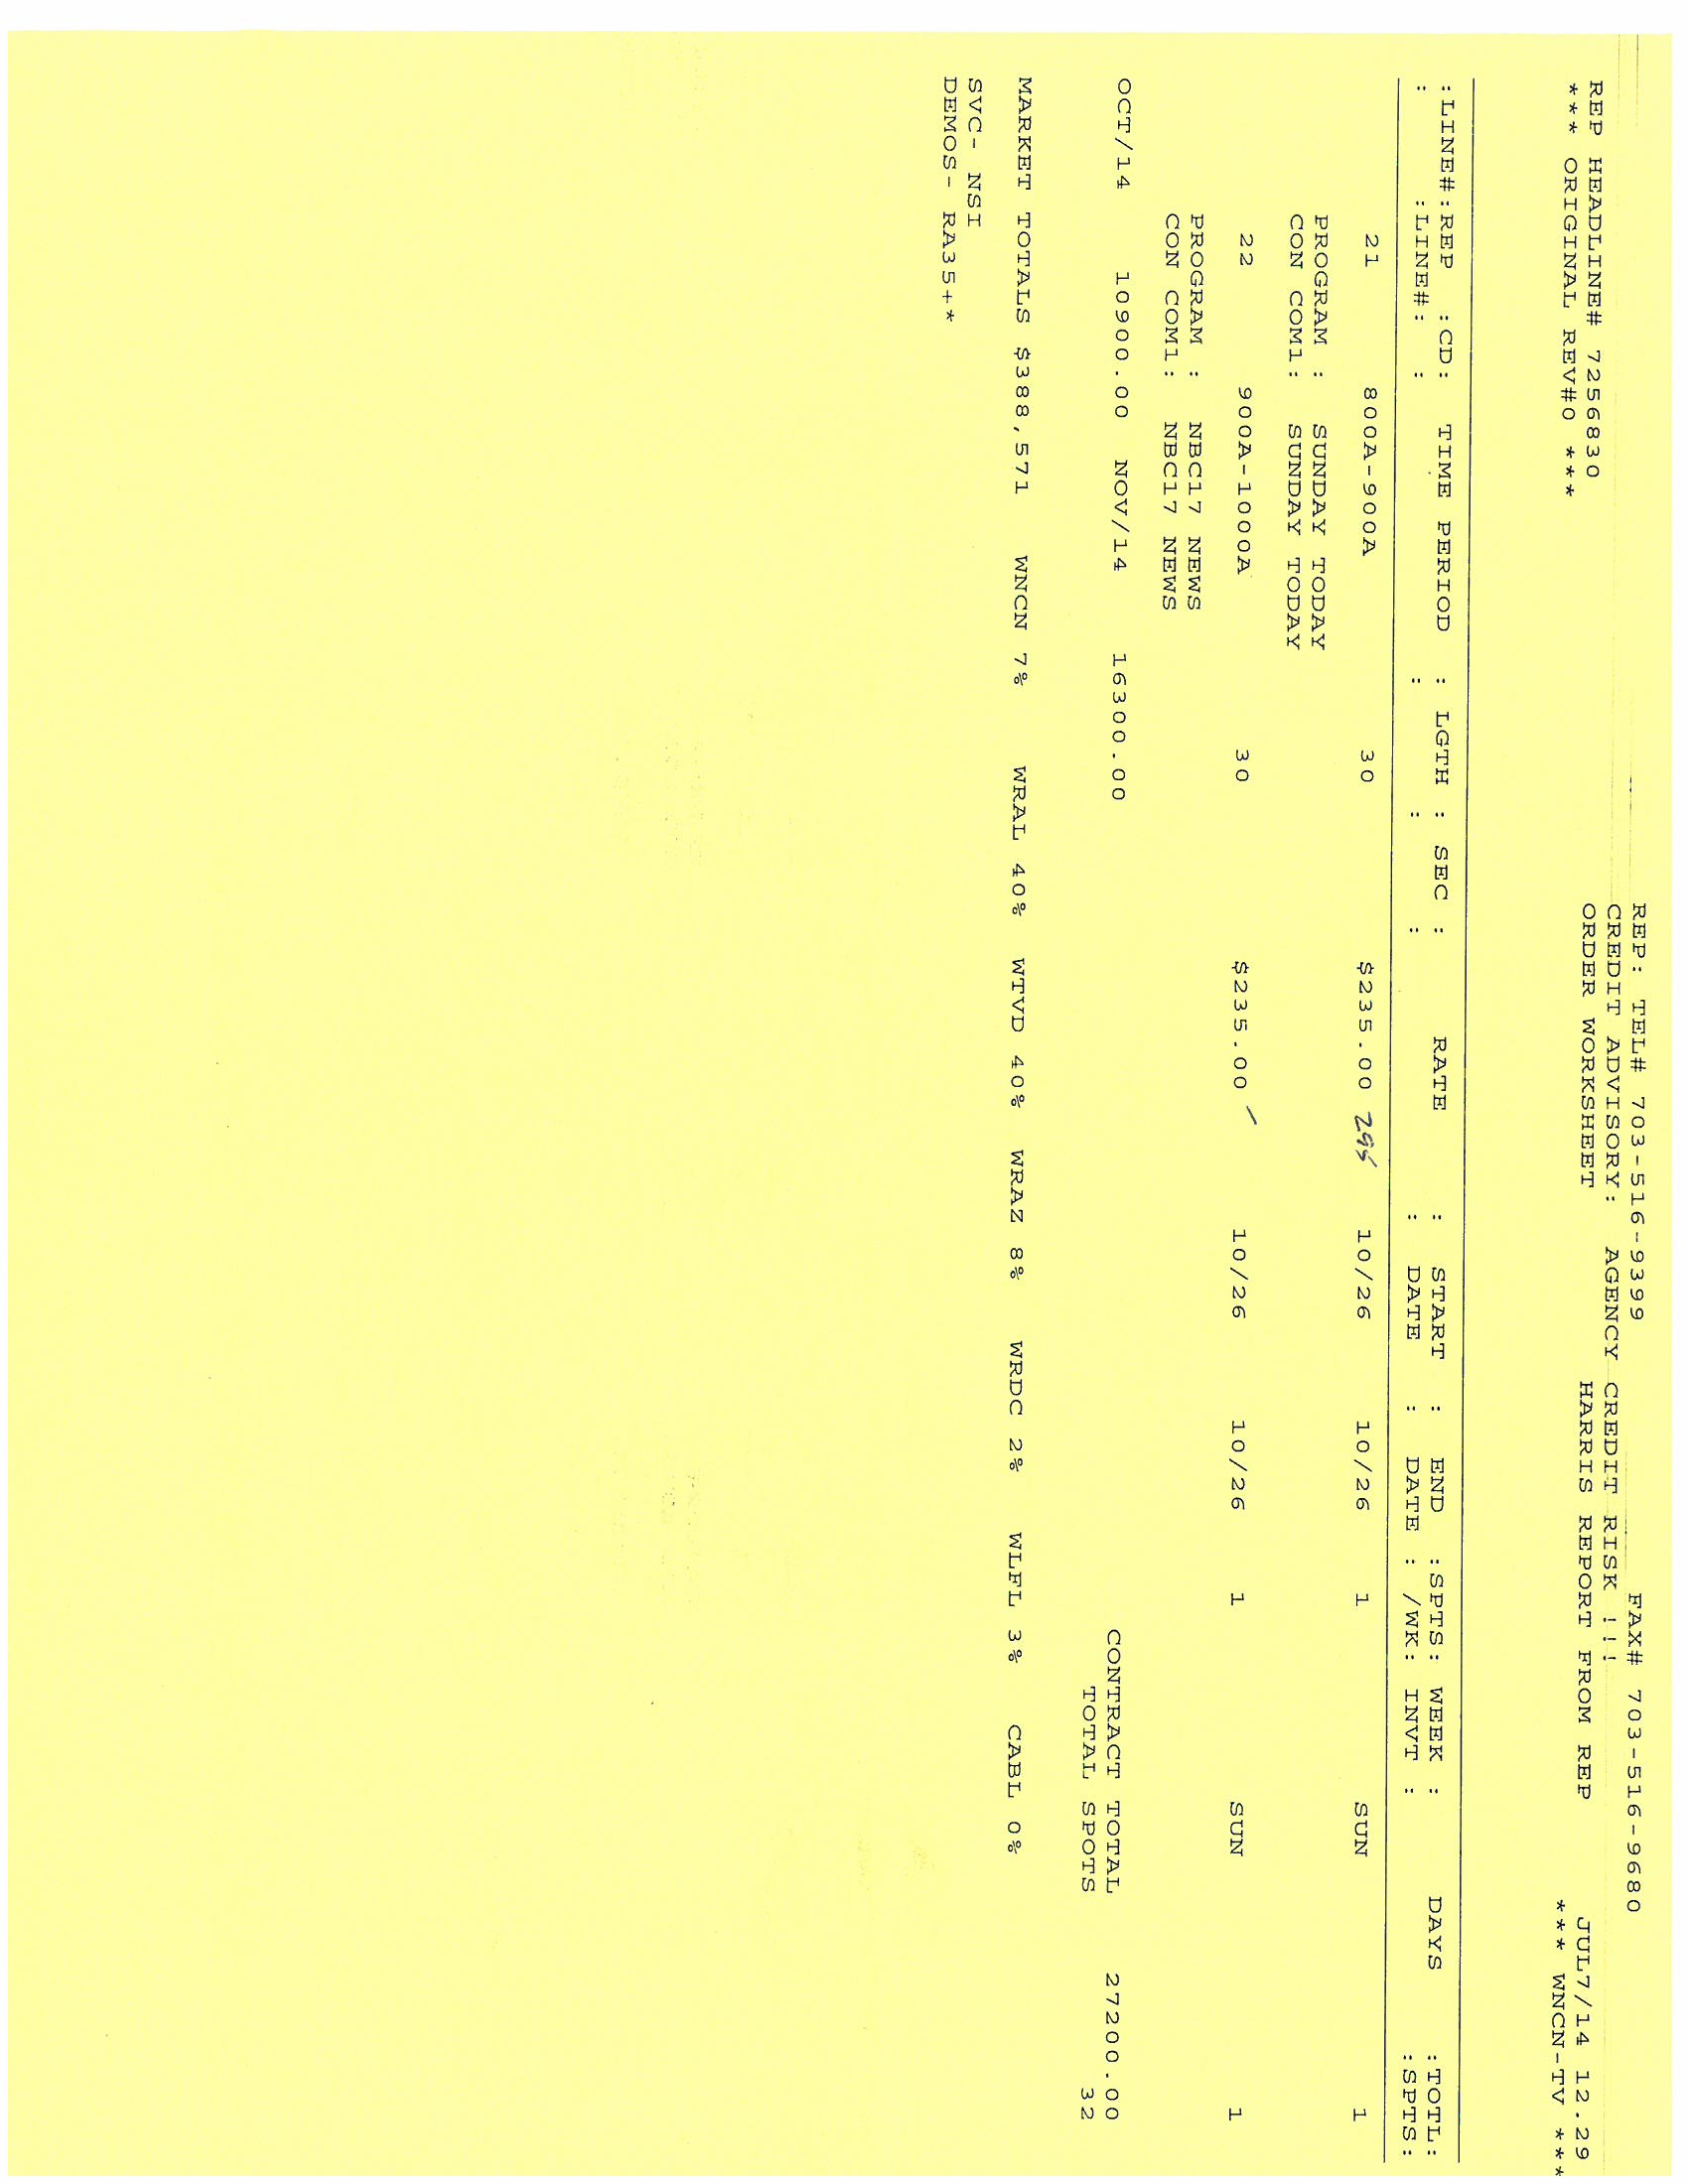 REP: TEL# 703-516-9399 FAX# 703-516-9680
CREDIT ADVISORY: AGENCY CREDIT RISK !!!
REP HEADLINE# 7256830 ORDER WORKSHEET HARRIS REPORT FROM REP JUL7/14 12.29
*** ORIGINAL REV#0 *** *** WNCN-TV ***
:LINE#:REP :CD: TIME PERIOD : LGTH : SEC : RATE : START : END :SPTS: WEEK : DAYS :TOTL:
: :LINE#: : : : : : DATE : DATE : /WK: INVT : :SPTS:
21 800A-900A 30 $235.00 295 10/26 10/26 1 SUN 1
PROGRAM : SUNDAY TODAY
CON COM1: SUNDAY TODAY
22 900A-1000A 30 $235.00 / 10/26 10/26 1 SUN 1
PROGRAM : NBC17 NEWS
CON COM1: NBC17 NEWS
OCT/14 10900.00 NOV/14 16300.00 CONTRACT TOTAL 27200.00
TOTAL SPOTS 32
MARKET TOTALS $388,571 WNCN 7% WRAL 40% WTVD 40% WRAZ 8% WRDC 2% WLFL 3% CABL 0%
SVC- NSI
DEMOS- RA35+*